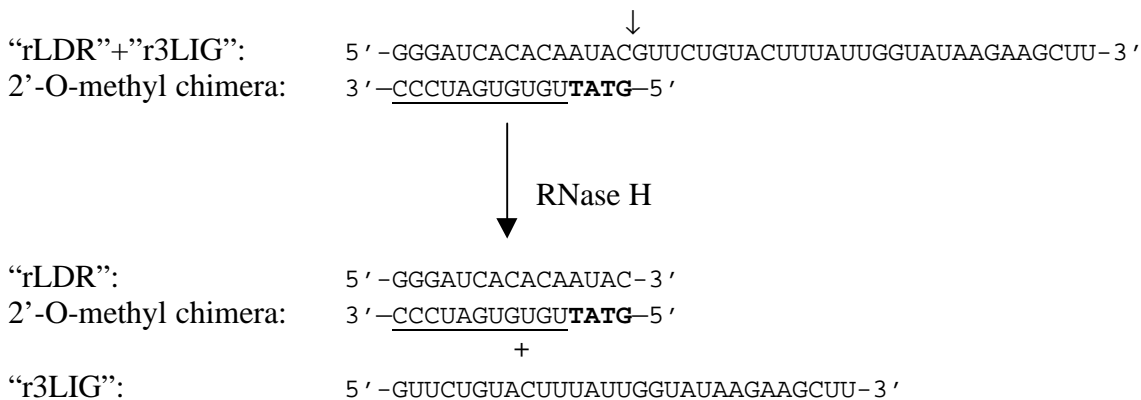 ↓
“rLDR”+”r3LIG”: 5′-GGGAUCACACAAUACGUUCUGUACUUUAUUGGUAUAAGAAGCUU-3′
2’-O-methyl chimera: 3′—CCCUAGUGUGUTATG—5′
RNase H
“rLDR”: 5′-GGGAUCACACAAUAC-3′
2’-O-methyl chimera: 3′—CCCUAGUGUGUTATG—5′
+
“r3LIG”: 5′-GUUCUGUACUUUAUUGGUAUAAGAAGCUU-3′